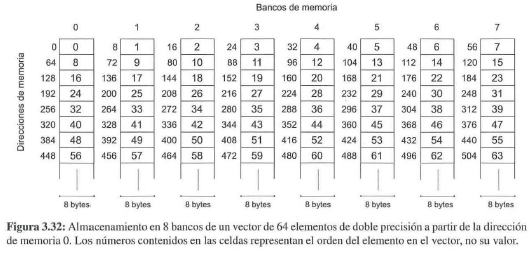 Bancos de memoria
0 1 2 3 4 5 6 7
Direcciones de memoria
0 0 8 1 16 2 24 3 32 4 40 5 48 6 56 7
64 8 72 9 80 10 88 11 96 12 104 13 112 14 120 15
128 16 136 17 144 18 152 19 160 20 168 21 176 22 184 23
192 24 200 25 208 26 216 27 224 28 232 29 240 30 248 31
256 32 264 33 272 34 280 35 288 36 296 37 304 38 312 39
320 40 328 41 336 42 344 43 352 44 360 45 368 46 376 47
384 48 392 49 400 50 408 51 416 52 424 53 432 54 440 55
448 56 456 57 464 58 472 59 480 60 488 61 496 62 504 63
8 bytes 8 bytes 8 bytes 8 bytes 8 bytes 8 bytes 8 bytes 8 bytes
Figura 3.32: Almacenamiento en 8 bancos de un vector de 64 elementos de doble precisión a partir de la dirección
de memoria 0. Los números contenidos en las celdas representan el orden del elemento en el vector, no su valor.